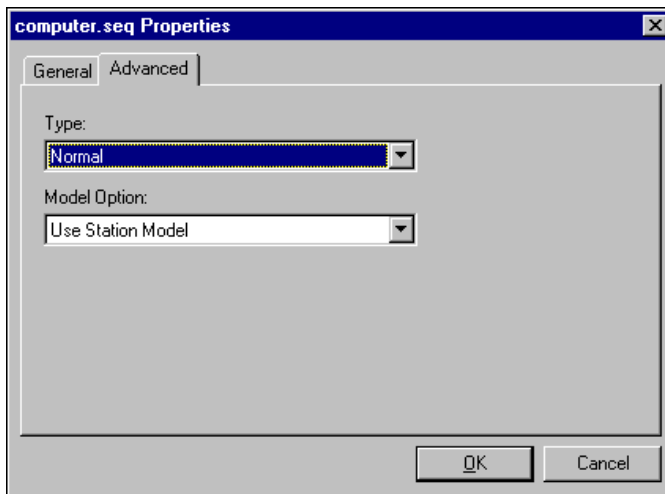 computer.seq Properties
General Advanced
Type:
Normal
Model Option:
Use Station Model
OK Cancel